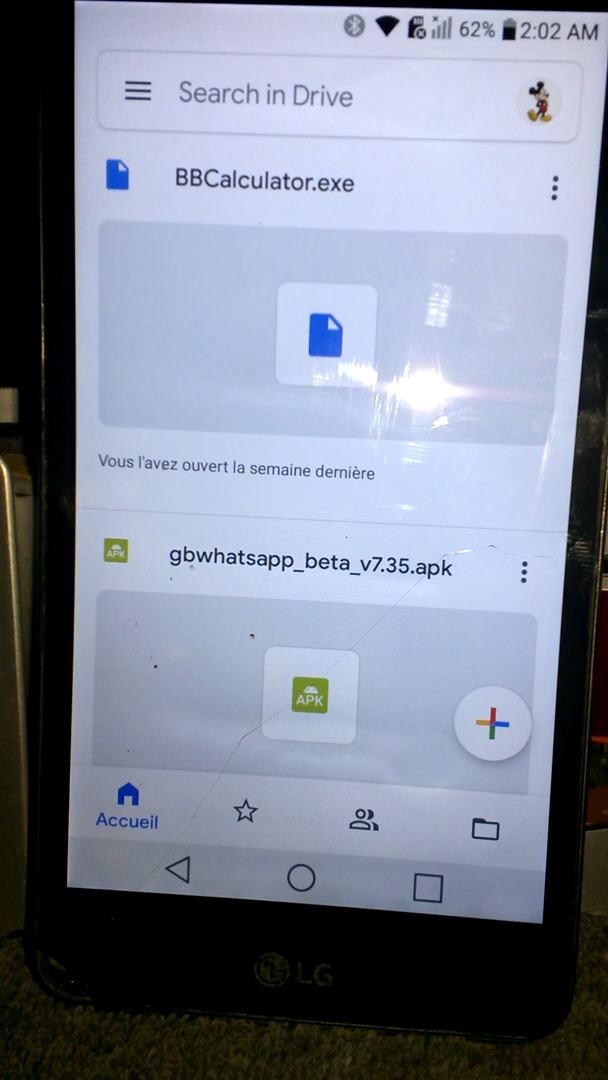 62% 2:02 AM
Search in Drive
BBCalculator.exe
Vous l'avez ouvert la semaine dernière
APK gbwhatsapp_beta_v7.35.apk
APK
Accueil
LG